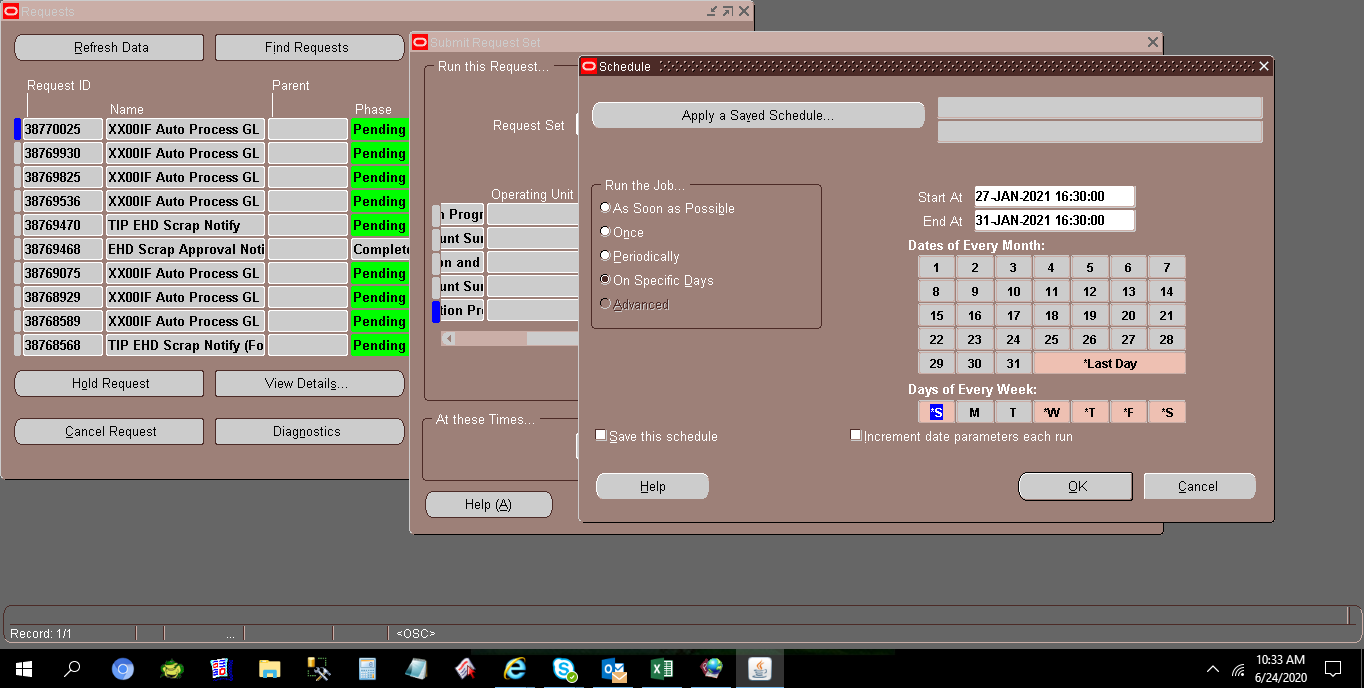 Requests
Refresh Data
Find Requests
Request ID
Parent
Name
Phase
38770025 XX00IF Auto Process GL Pending
38769930 XX00IF Auto Process GL Pending
38769825 XX00IF Auto Process GL Pending
38769536 XX00IF Auto Process GL Pending
38769470 TIP EHD Scrap Notify Pending
38769468 EHD Scrap Approval Noti Complete
38769075 XX00IF Auto Process GL Pending
38768929 XX00IF Auto Process GL Pending
38768589 XX00IF Auto Process GL Pending
38768568 TIP EHD Scrap Notify (Fo Pending
Hold Request
View Details...
Cancel Request
Diagnostics
Submit Request Set
Run this Request...
Request Set
Operating Unit
n Progr
unt Sur
on and
unt Sur
tion Pr
At these Times...
Help (A)
Schedule
Apply a Saved Schedule...
Run the Job...
As Soon as Possible
Once
Periodically
On Specific Days
Advanced
Start At 27-JAN-2021 16:30:00
End At 31-JAN-2021 16:30:00
Dates of Every Month:
1 2 3 4 5 6 7
8 9 10 11 12 13 14
15 16 17 18 19 20 21
22 23 24 25 26 27 28
29 30 31 *Last Day
Days of Every Week:
*S M T *W *T *F *S
Save this schedule
Increment date parameters each run
Help
OK
Cancel
Record: 1/1 ... <OSC>
10:33 AM
6/24/2020